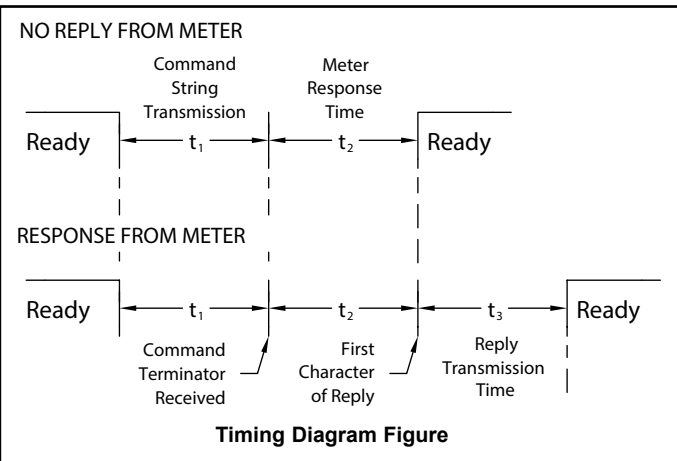 NO REPLY FROM METER
Command
String
Transmission
Meter
Response
Time
Ready t₁ t₂ Ready
RESPONSE FROM METER
Ready t₁ t₂ t₃ Ready
Command
Terminator
Received
First
Character
of Reply
Reply
Transmission
Time
Timing Diagram Figure